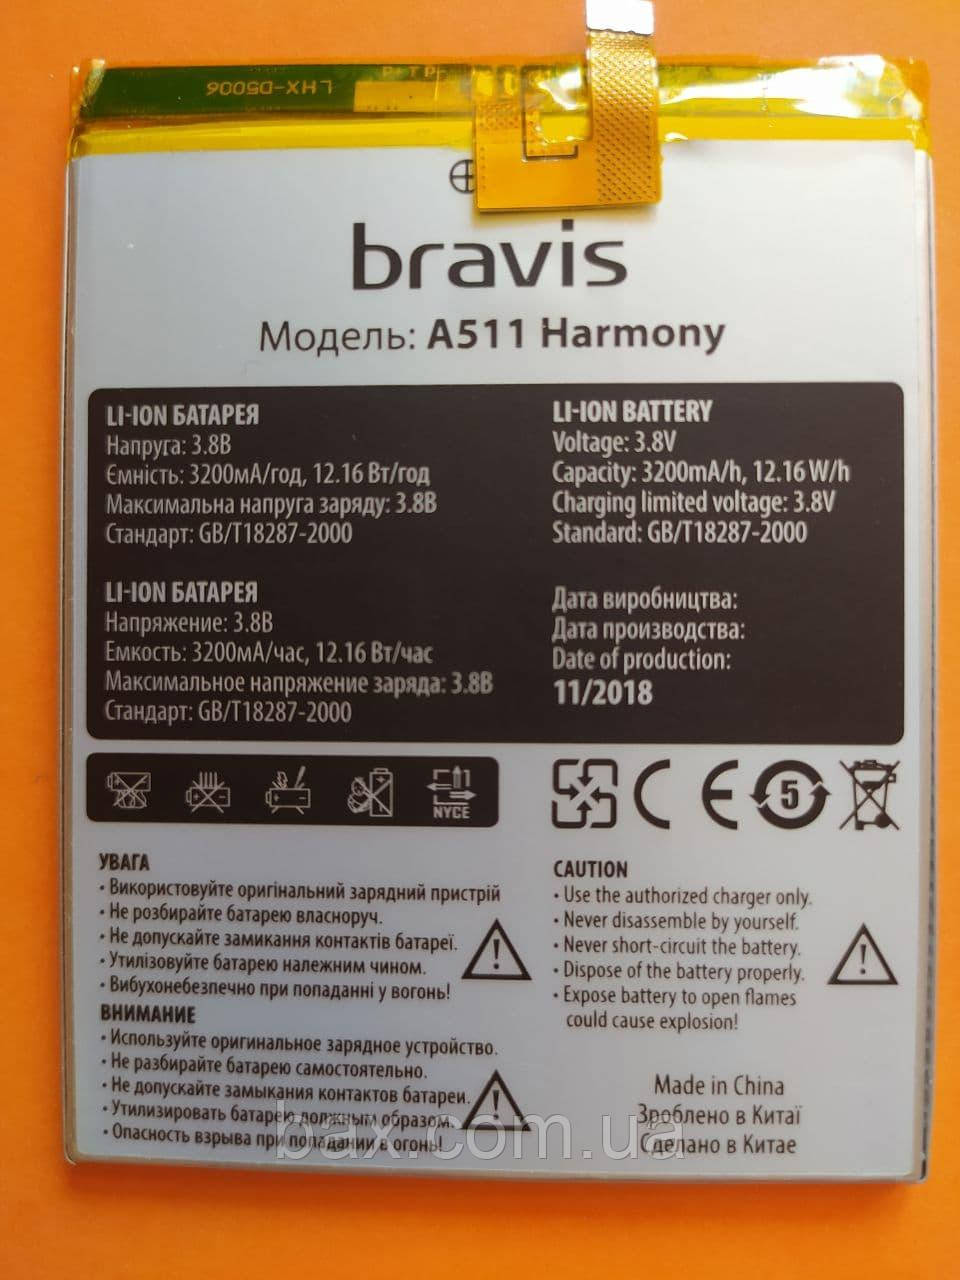 LHX-D5006
bravis
Модель: A511 Harmony
LI-ION БАТАРЕЯ
Напруга: 3.8В
Ємність: 3200мА/год, 12.16 Вт/год
Максимальна напруга заряду: 3.8В
Стандарт: GB/T18287-2000
LI-ION БАТАРЕЯ
Напряжение: 3.8В
Емкость: 3200мА/час, 12.16 Вт/час
Максимальное напряжение заряда: 3.8В
Стандарт: GB/T18287-2000
LI-ION BATTERY
Voltage: 3.8V
Capacity: 3200mA/h, 12.16 W/h
Charging limited voltage: 3.8V
Standard: GB/T18287-2000
Дата виробництва:
Дата производства:
Date of production:
11/2018
NYCE
CE
5
УВАГА
• Використовуйте оригінальний зарядний пристрій
• Не розбирайте батарею власноруч.
• Не допускайте замикання контактів батареї.
• Утилізовуйте батарею належним чином.
• Вибухонебезпечно при попаданні у вогонь!
ВНИМАНИЕ
• Используйте оригинальное зарядное устройство.
• Не разбирайте батарею самостоятельно.
• Не допускайте замыкания контактов батареи.
• Утилизировать батарею должным образом.
• Опасность взрыва при попадании в огонь!
CAUTION
• Use the authorized charger only.
• Never disassemble by yourself.
• Never short-circuit the battery.
• Dispose of the battery properly.
• Expose battery to open flames
could cause explosion!
Made in China
Зроблено в Китаї
Сделано в Китае
bax.com.ua